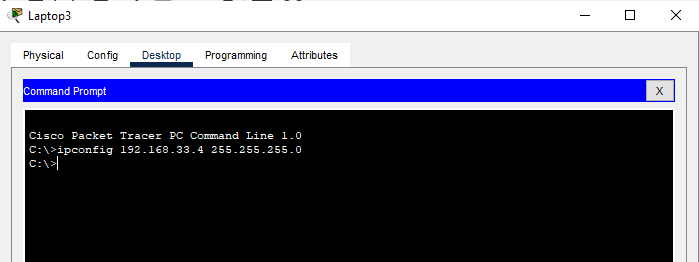 Laptop3
Physical Config Desktop Programming Attributes
Command Prompt X
Cisco Packet Tracer PC Command Line 1.0
C:\>ipconfig 192.168.33.4 255.255.255.0
C:\>